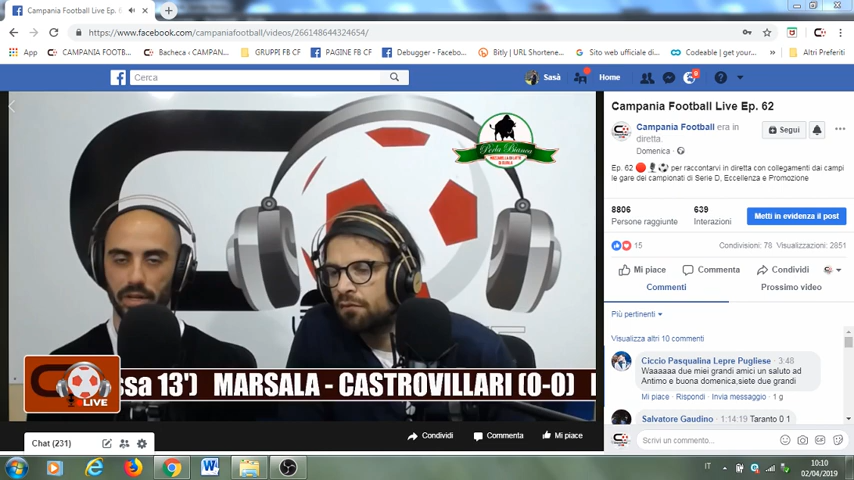 Campania Football Live Ep. 62
https://www.facebook.com/campaniafootball/videos/266148644324654/
App
CAMPANIA FOOTB...
Bacheca ‹ CAMPAN...
GRUPPI FB CF
PAGINE FB CF
Debugger - Faceboo...
Bitly | URL Shortene...
Sito web ufficiale di...
Codeable | get your...
»
Altri Preferiti
Cerca
Sasà
Home
Perla Bianca
LIVE
ssa 13') MARSALA - CASTROVILLARI (0-0)
Chat (231)
Condividi
Commenta
Mi piace
Campania Football Live Ep. 62
Campania Football era in
diretta.
Domenica ·
Segui
Ep. 62 🔴🎙⚽ per raccontarvi in diretta con collegamenti dai campi
le gare dei campionati di Serie D, Eccellenza e Promozione
8806
Persone raggiunte
639
Interazioni
Metti in evidenza il post
15
Condivisioni: 78 Visualizzazioni: 2851
Mi piace
Commenta
Condividi
Commenti
Prossimo video
Più pertinenti
Visualizza altri 10 commenti
Ciccio Pasqualina Lepre Pugliese · 3:48
Waaaaaa due miei grandi amici un saluto ad
Antimo e buona domenica,siete due grandi
Mi piace · Rispondi · Invia messaggio · 1 g
Salvatore Gaudino · 1:14:19 Taranto 0 1
Scrivi un commento...
IT
10:10
02/04/2019